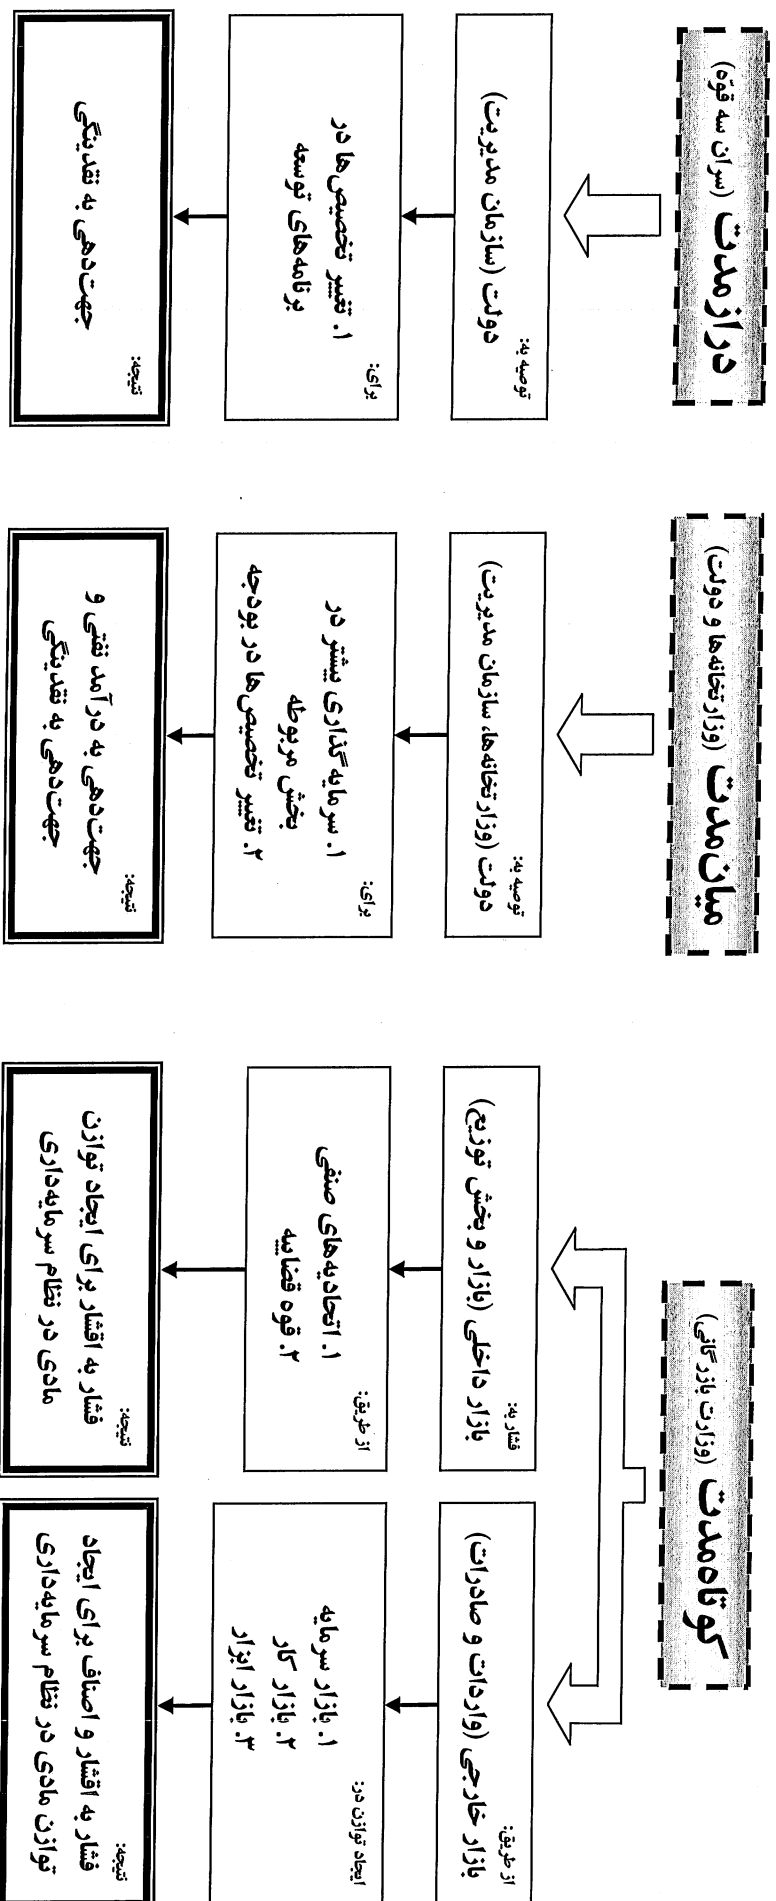 کوتاه‌مدت (وزارت بازرگانی)
از طریق:
بازار خارجی (واردات و صادرات)
ایجاد توازن در:
۱. بازار سرمایه
۲. بازار کار
۳. بازار ابزار
نتیجه:
فشار به اقشار و اصناف برای ایجاد
توازن مادی در نظام سرمایه‌داری
فشار به:
بازار داخلی (بازار و بخش توزیع)
از طریق:
۱. اتحادیه‌های صنفی
۲. قوه قضاییه
نتیجه:
فشار به اقشار برای ایجاد توازن
مادی در نظام سرمایه‌داری
میان‌مدت (وزارتخانه‌ها و دولت)
توصیه به:
دولت (وزارتخانه‌ها، سازمان مدیریت)
برای:
۱. سرمایه‌گذاری بیشتر در
بخش مربوطه
۲. تغییر تخصیص‌ها در بودجه
نتیجه:
جهت‌دهی به درآمد نفتی و
جهت‌دهی به نقدینگی
درازمدت (سران سه قوّه)
توصیه به:
دولت (سازمان مدیریت)
برای:
۱. تغییر تخصیص‌ها در
برنامه‌های توسعه
نتیجه:
جهت‌دهی به نقدینگی